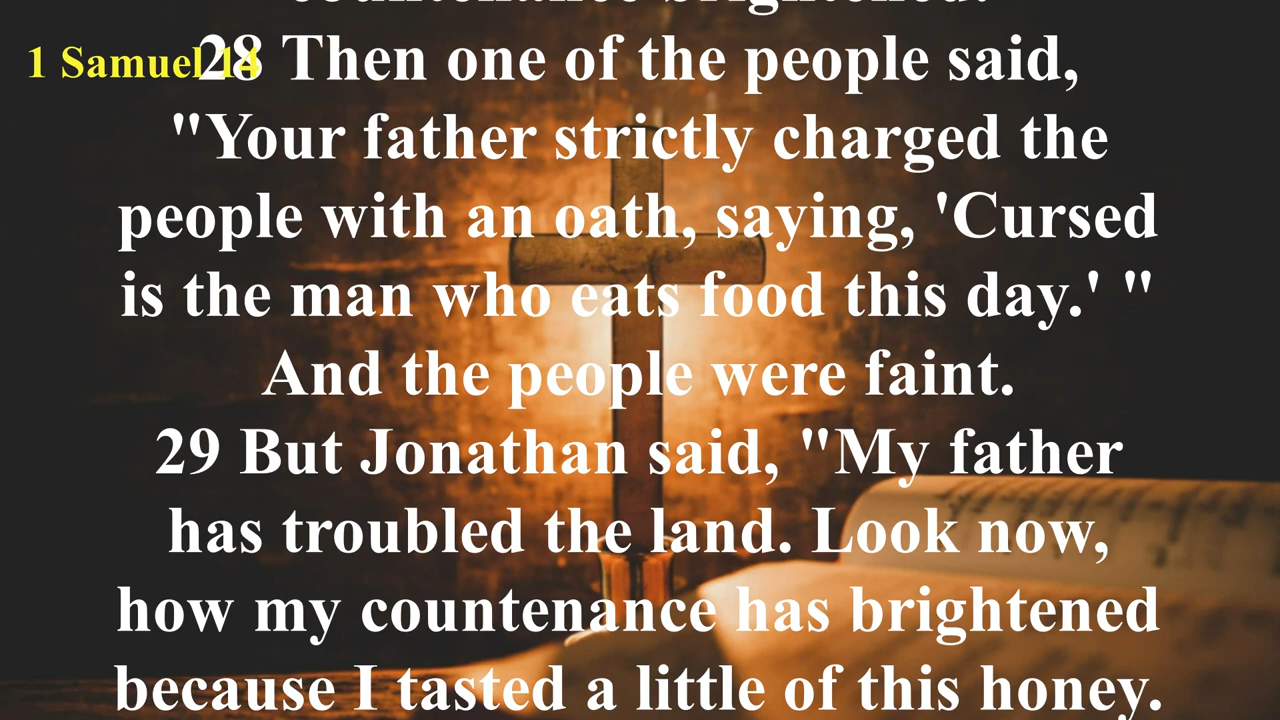 countenance brightened.
1 Samuel 14
28 Then one of the people said,
"Your father strictly charged the
people with an oath, saying, 'Cursed
is the man who eats food this day.' "
And the people were faint.
29 But Jonathan said, "My father
has troubled the land. Look now,
how my countenance has brightened
because I tasted a little of this honey.